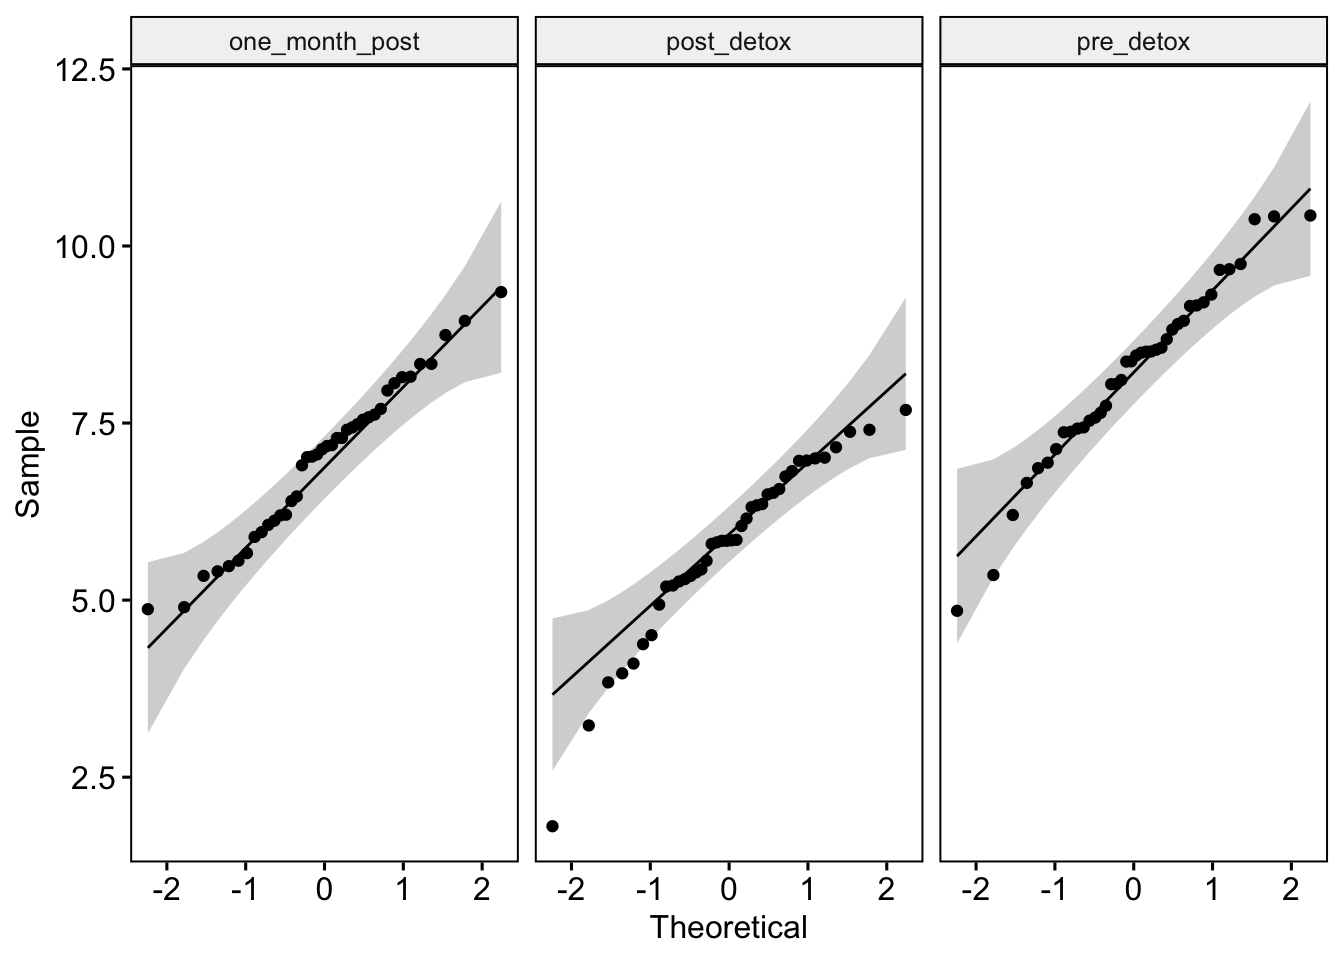 one_month_post post_detox pre_detox
12.5
10.0
7.5
5.0
2.5
Sample
-2 -1 0 1 2 -2 -1 0 1 2 -2 -1 0 1 2
Theoretical